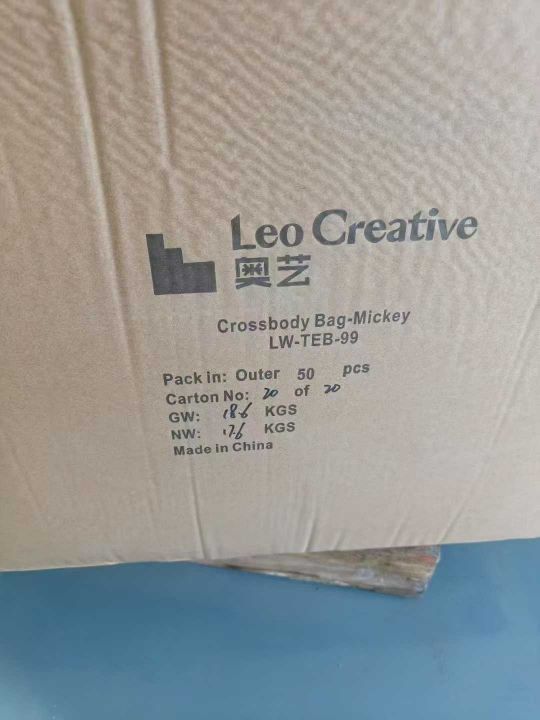 Leo Creative
奥艺
Crossbody Bag-Mickey
LW-TEB-99
Pack in: Outer 50 pcs
Carton No: 20 of 20
GW: 18.6 KGS
NW: 17.6 KGS
Made in China